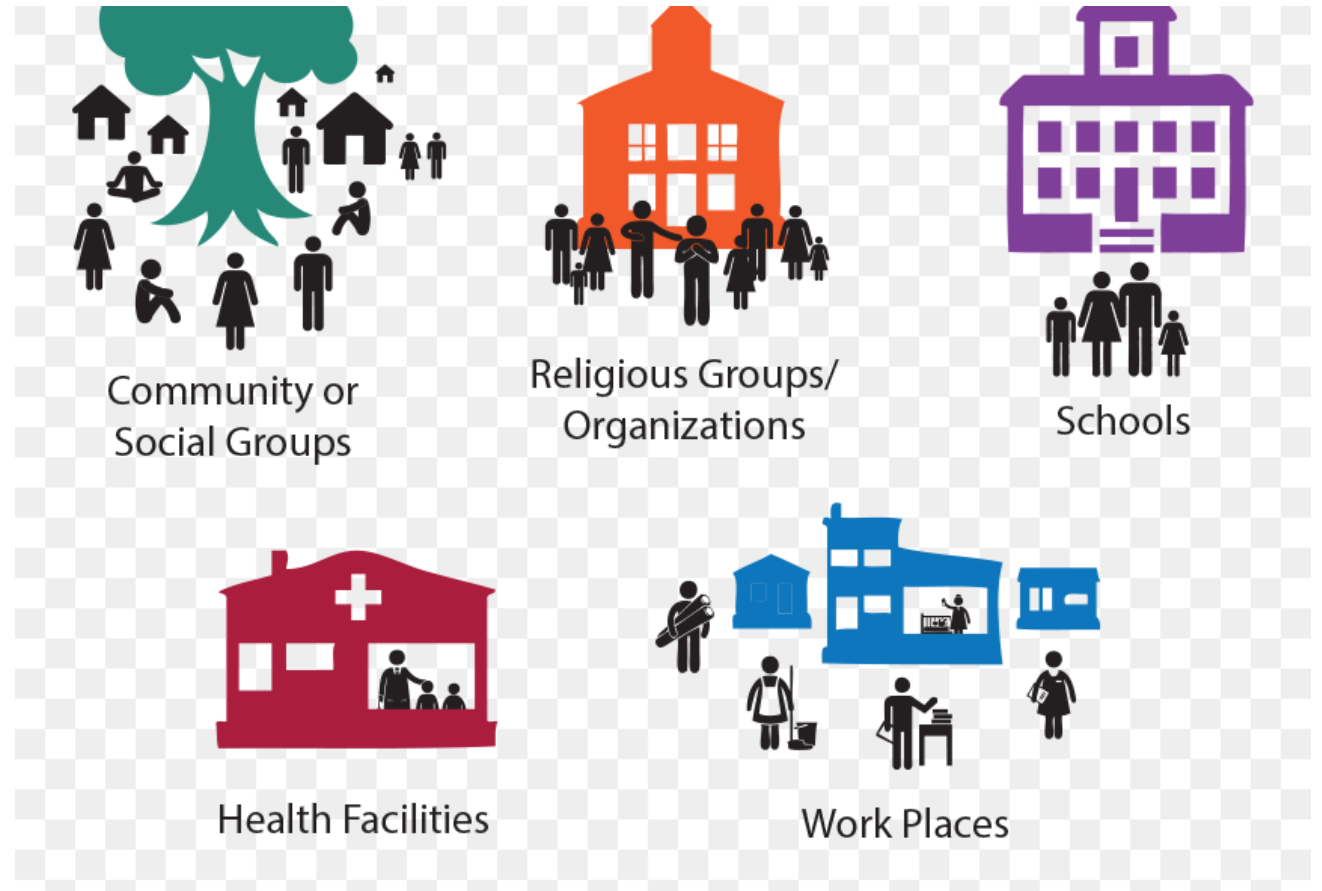 Community or
Social Groups
Religious Groups/
Organizations
Schools
Health Facilities
Work Places